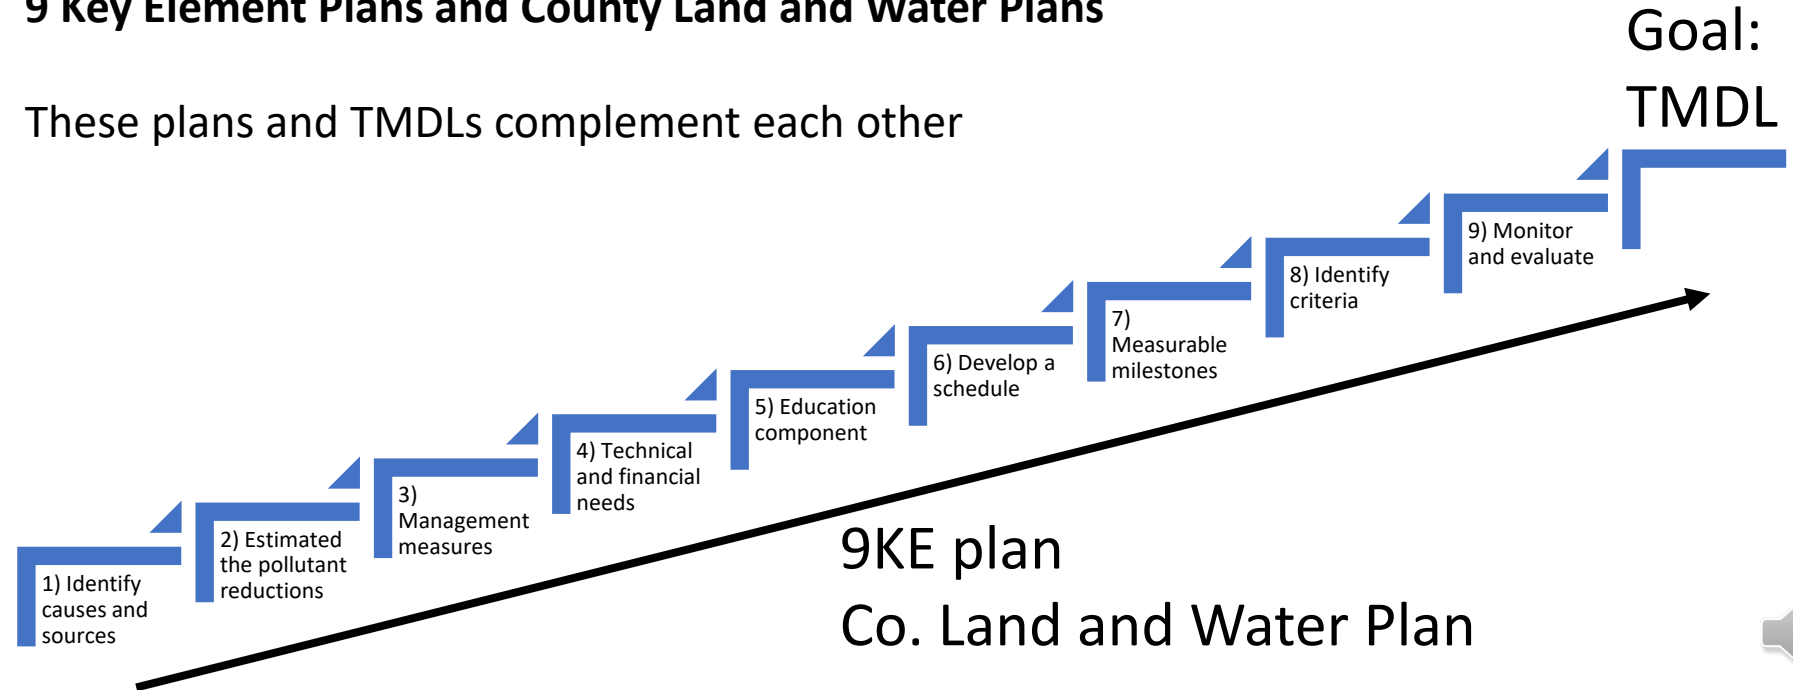 9 Key Element Plans and County Land and Water Plans
These plans and TMDLs complement each other
Goal:
TMDL
1) Identify
causes and
sources
2) Estimated
the pollutant
reductions
3)
Management
measures
4) Technical
and financial
needs
5) Education
component
6) Develop a
schedule
7)
Measurable
milestones
8) Identify
criteria
9) Monitor
and evaluate
9KE plan
Co. Land and Water Plan